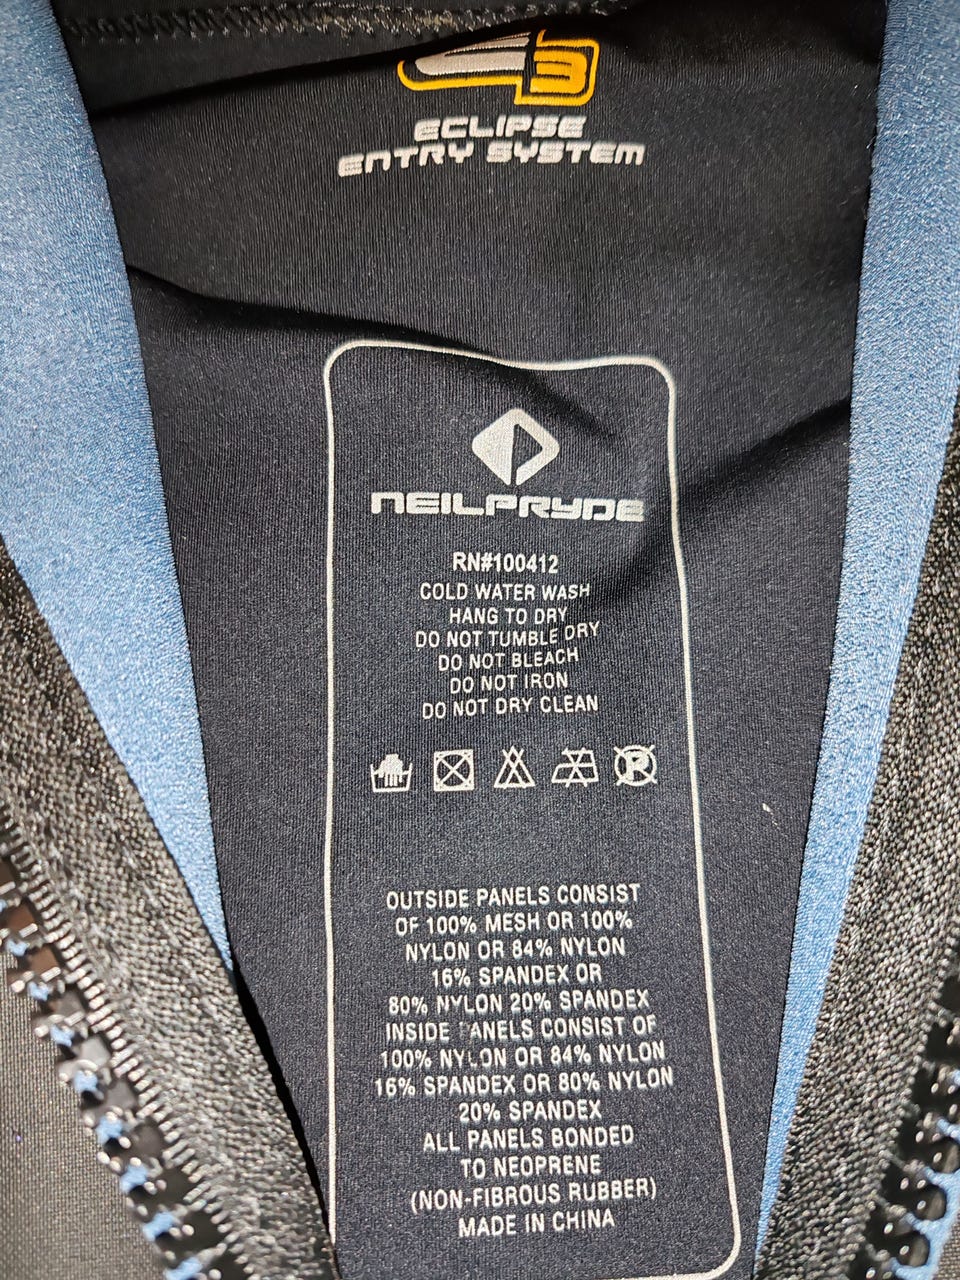 E3
ECLIPSE
ENTRY SYSTEM
NEILPRYDE
RN#100412
COLD WATER WASH
HANG TO DRY
DO NOT TUMBLE DRY
DO NOT BLEACH
DO NOT IRON
DO NOT DRY CLEAN
P
OUTSIDE PANELS CONSIST
OF 100% MESH OR 100%
NYLON OR 84% NYLON
16% SPANDEX OR
80% NYLON 20% SPANDEX
INSIDE PANELS CONSIST OF
100% NYLON OR 84% NYLON
16% SPANDEX OR 80% NYLON
20% SPANDEX
ALL PANELS BONDED
TO NEOPRENE
(NON-FIBROUS RUBBER)
MADE IN CHINA